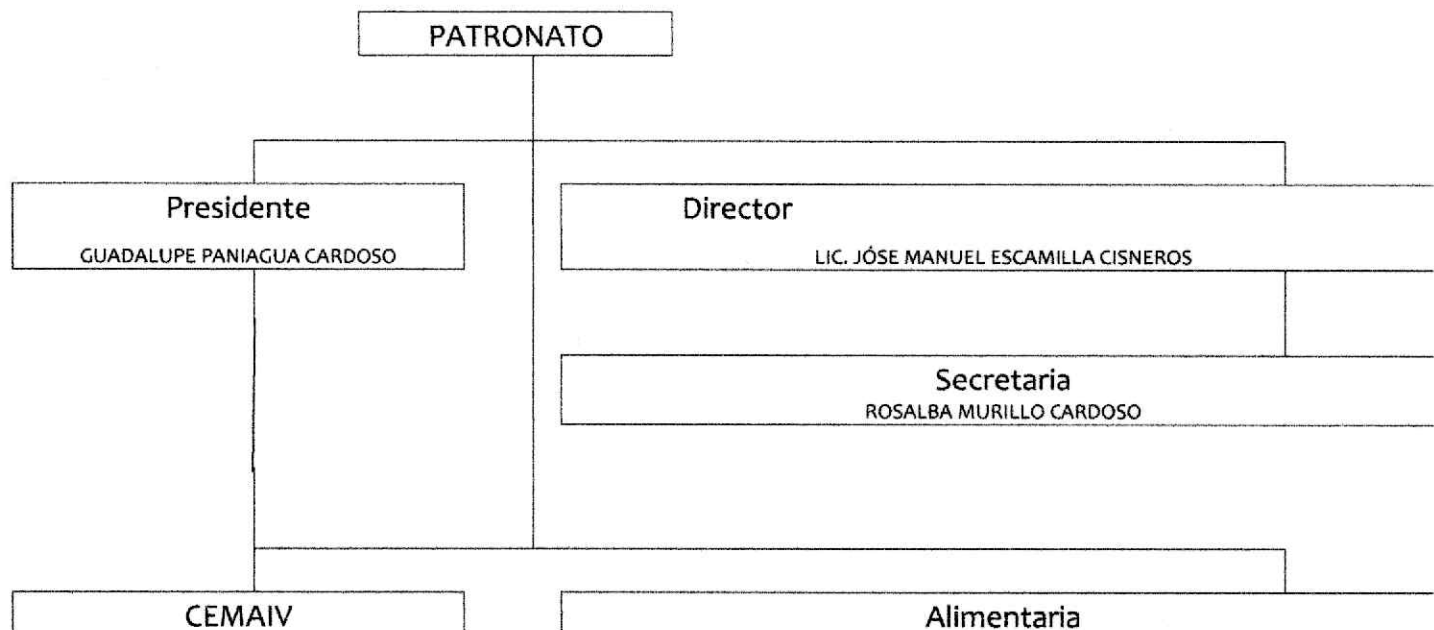 PATRONATO
Presidente
GUADALUPE PANIAGUA CARDOSO
Director
LIC. JÓSE MANUEL ESCAMILLA CISNEROS
Secretaria
ROSALBA MURILLO CARDOSO
CEMAIV
Alimentaria